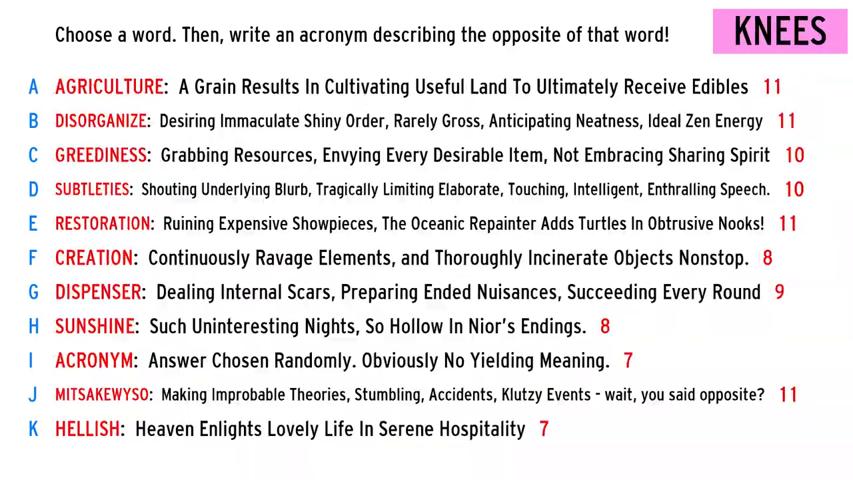 Choose a word. Then, write an acronym describing the opposite of that word!
KNEES
A AGRICULTURE: A Grain Results In Cultivating Useful Land To Ultimately Receive Edibles 11
B DISORGANIZE: Desiring Immaculate Shiny Order, Rarely Gross, Anticipating Neatness, Ideal Zen Energy 11
C GREEDINESS: Grabbing Resources, Envying Every Desirable Item, Not Embracing Sharing Spirit 10
D SUBTLETIES: Shouting Underlying Blurb, Tragically Limiting Elaborate, Touching, Intelligent, Enthralling Speech. 10
E RESTORATION: Ruining Expensive Showpieces, The Oceanic Repainter Adds Turtles In Obtrusive Nooks! 11
F CREATION: Continuously Ravage Elements, and Thoroughly Incinerate Objects Nonstop. 8
G DISPENSER: Dealing Internal Scars, Preparing Ended Nuisances, Succeeding Every Round 9
H SUNSHINE: Such Uninteresting Nights, So Hollow In Nior's Endings. 8
I ACRONYM: Answer Chosen Randomly. Obviously No Yielding Meaning. 7
J MITSAKEWYSO: Making Improbable Theories, Stumbling, Accidents, Klutzy Events - wait, you said opposite? 11
K HELLISH: Heaven Enlights Lovely Life In Serene Hospitality 7